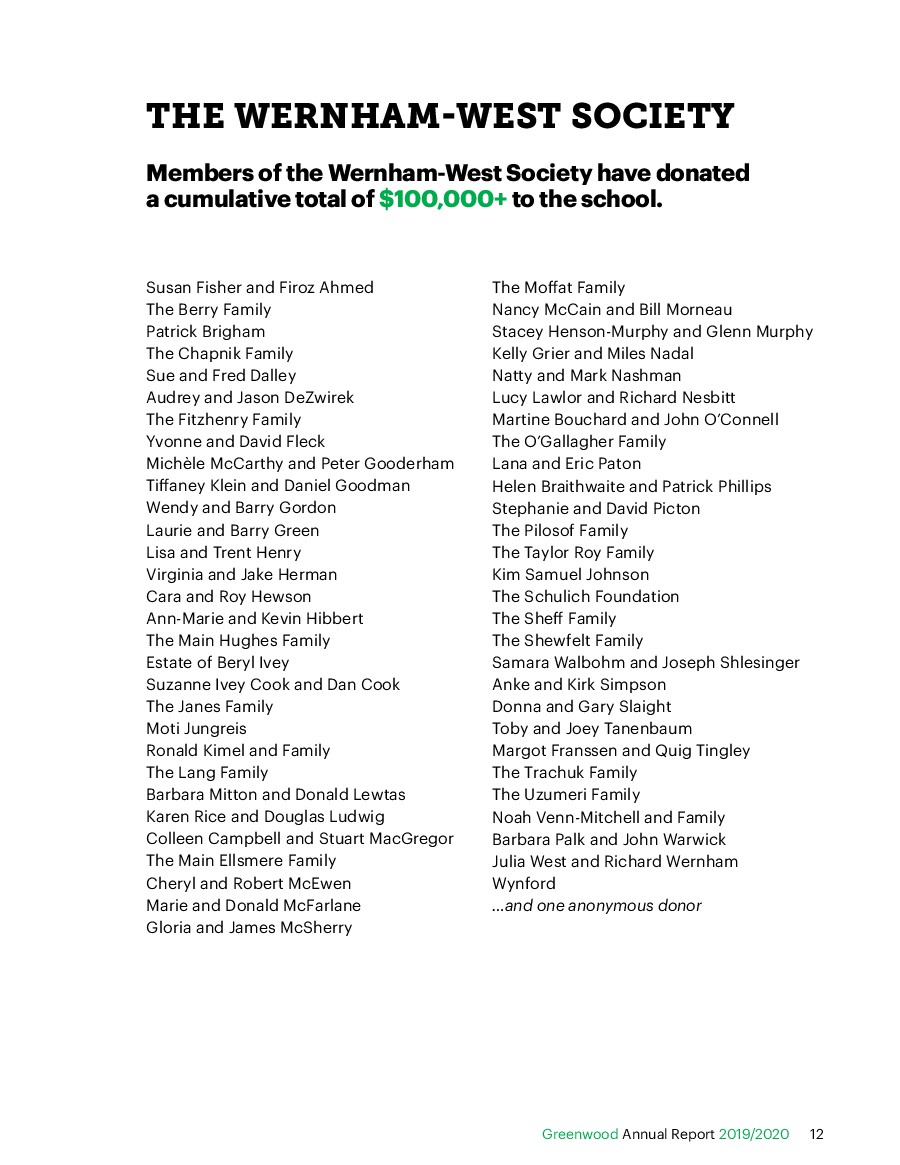 THE WERNHAM-WEST SOCIETY
Members of the Wernham-West Society have donated
a cumulative total of $100,000+ to the school.
Susan Fisher and Firoz Ahmed
The Berry Family
Patrick Brigham
The Chapnik Family
Sue and Fred Dalley
Audrey and Jason DeZwirek
The Fitzhenry Family
Yvonne and David Fleck
Michèle McCarthy and Peter Gooderham
Tiffaney Klein and Daniel Goodman
Wendy and Barry Gordon
Laurie and Barry Green
Lisa and Trent Henry
Virginia and Jake Herman
Cara and Roy Hewson
Ann-Marie and Kevin Hibbert
The Main Hughes Family
Estate of Beryl Ivey
Suzanne Ivey Cook and Dan Cook
The Janes Family
Moti Jungreis
Ronald Kimel and Family
The Lang Family
Barbara Mitton and Donald Lewtas
Karen Rice and Douglas Ludwig
Colleen Campbell and Stuart MacGregor
The Main Ellsmere Family
Cheryl and Robert McEwen
Marie and Donald McFarlane
Gloria and James McSherry
The Moffat Family
Nancy McCain and Bill Morneau
Stacey Henson-Murphy and Glenn Murphy
Kelly Grier and Miles Nadal
Natty and Mark Nashman
Lucy Lawlor and Richard Nesbitt
Martine Bouchard and John O’Connell
The O’Gallagher Family
Lana and Eric Paton
Helen Braithwaite and Patrick Phillips
Stephanie and David Picton
The Pilosof Family
The Taylor Roy Family
Kim Samuel Johnson
The Schulich Foundation
The Sheff Family
The Shewfelt Family
Samara Walbohm and Joseph Shlesinger
Anke and Kirk Simpson
Donna and Gary Slaight
Toby and Joey Tanenbaum
Margot Franssen and Quig Tingley
The Trachuk Family
The Uzumeri Family
Noah Venn-Mitchell and Family
Barbara Palk and John Warwick
Julia West and Richard Wernham
Wynford
...and one anonymous donor
Greenwood Annual Report 2019/2020 12